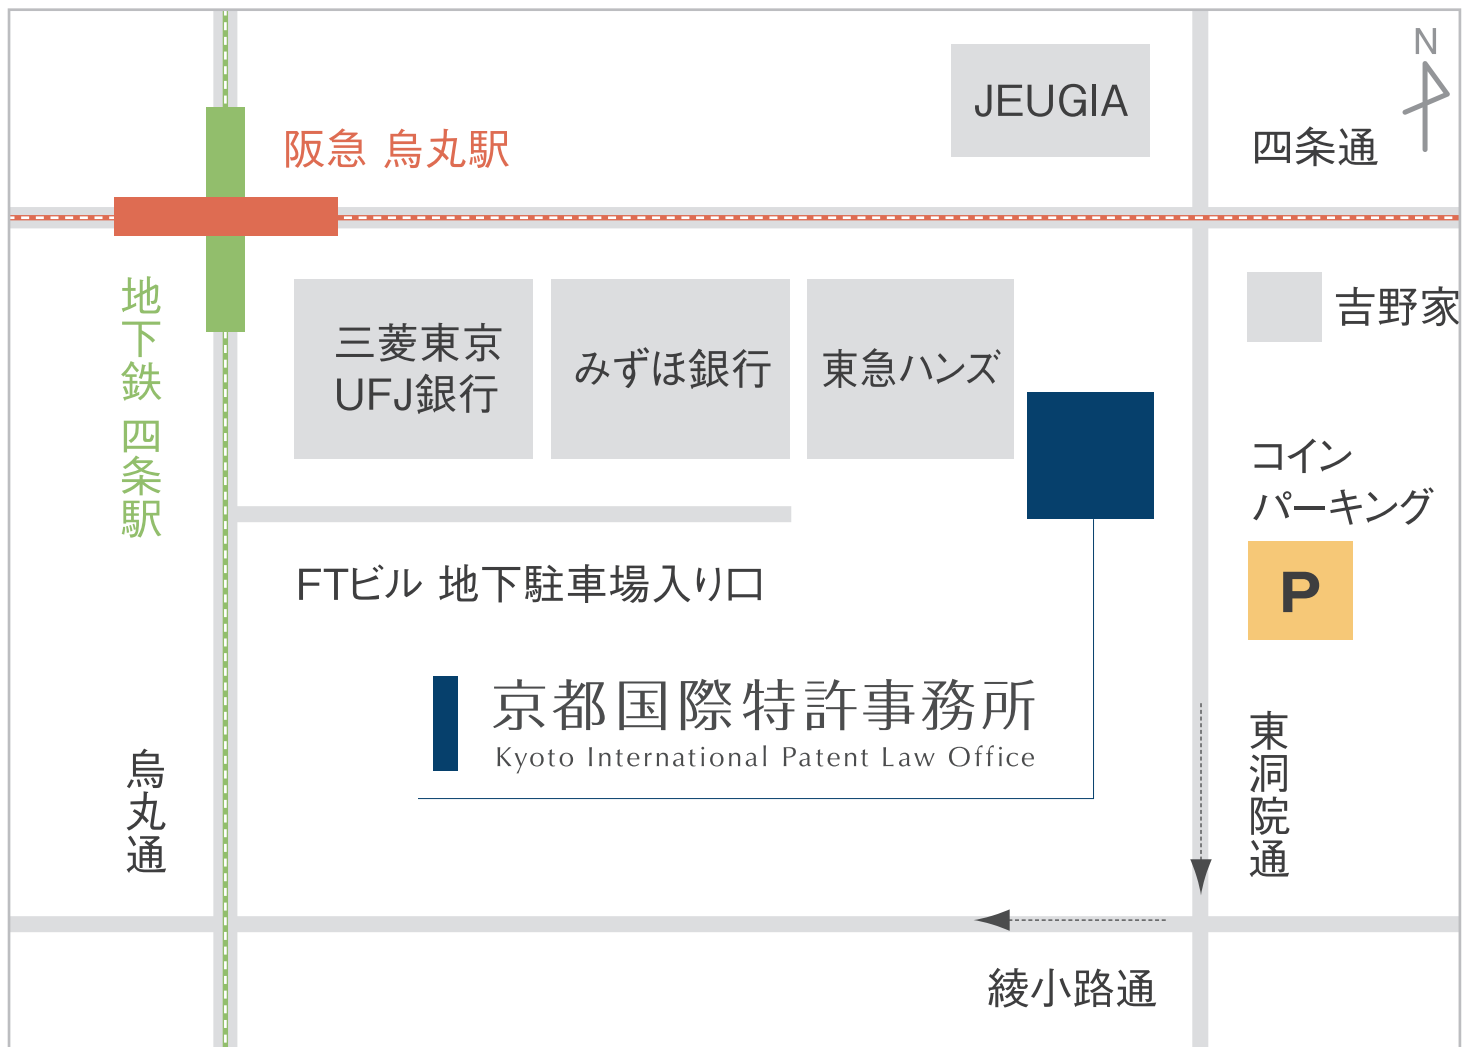 N
JEUGIA
阪急 烏丸駅
四条通
地下鉄 四条駅
三菱東京
UFJ銀行
みずほ銀行
東急ハンズ
吉野家
コイン
パーキング
P
FTビル 地下駐車場入り口
京都国際特許事務所
Kyoto International Patent Law Office
烏丸通
東洞院通
綾小路通